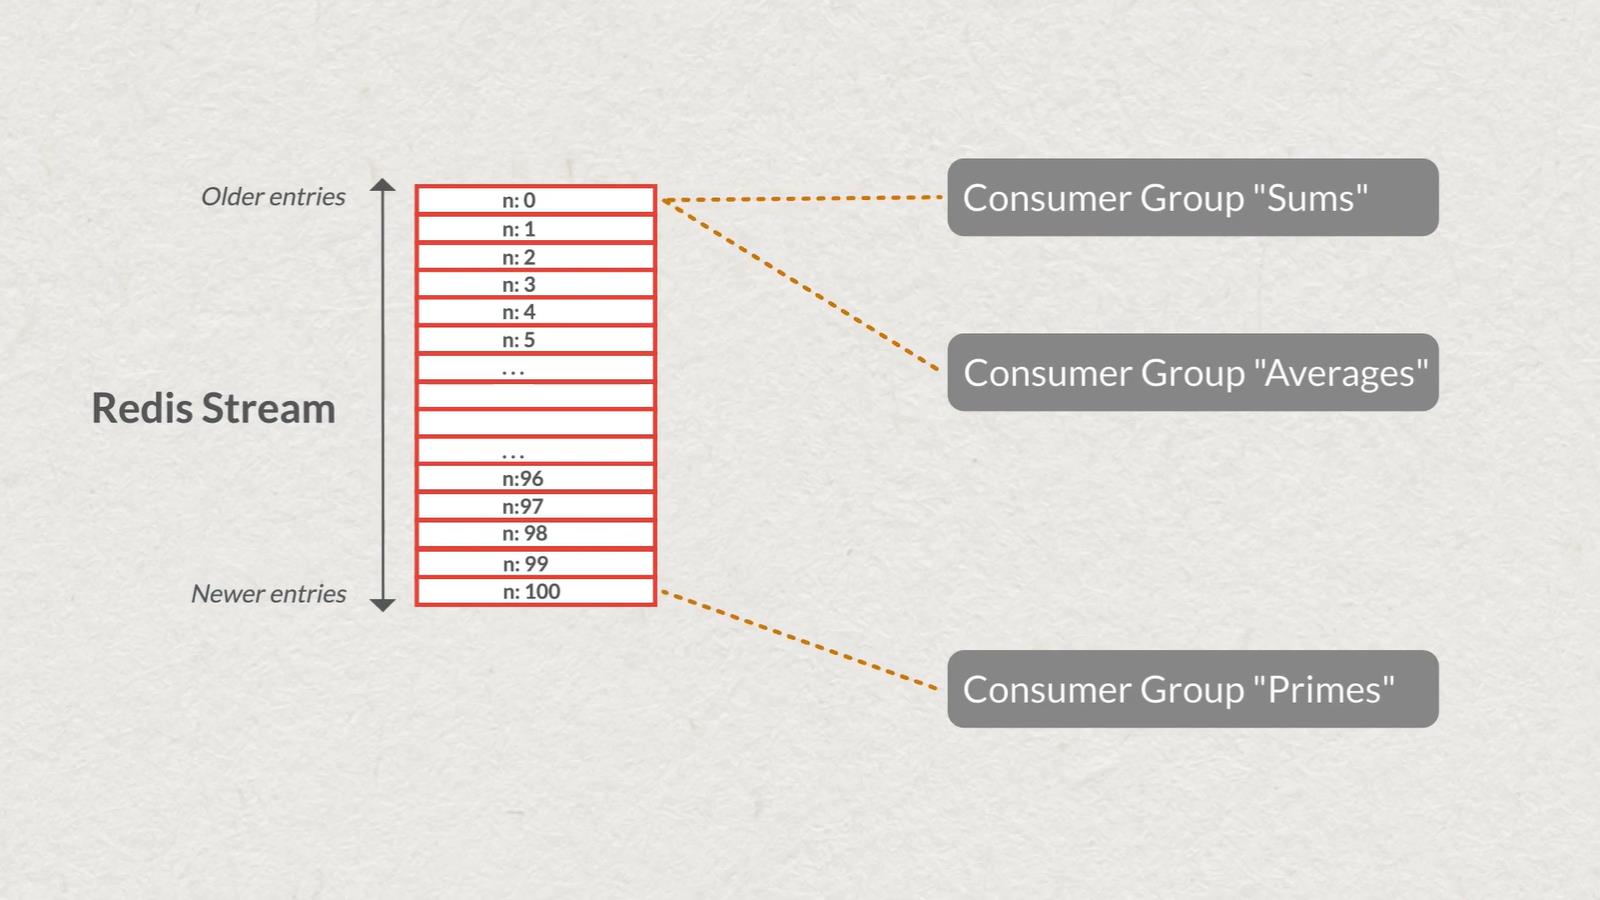 Older entries
Redis Stream
Newer entries
n: 0
n: 1
n: 2
n: 3
n: 4
n: 5
...
...
n:96
n:97
n: 98
n: 99
n: 100
Consumer Group "Sums"
Consumer Group "Averages"
Consumer Group "Primes"